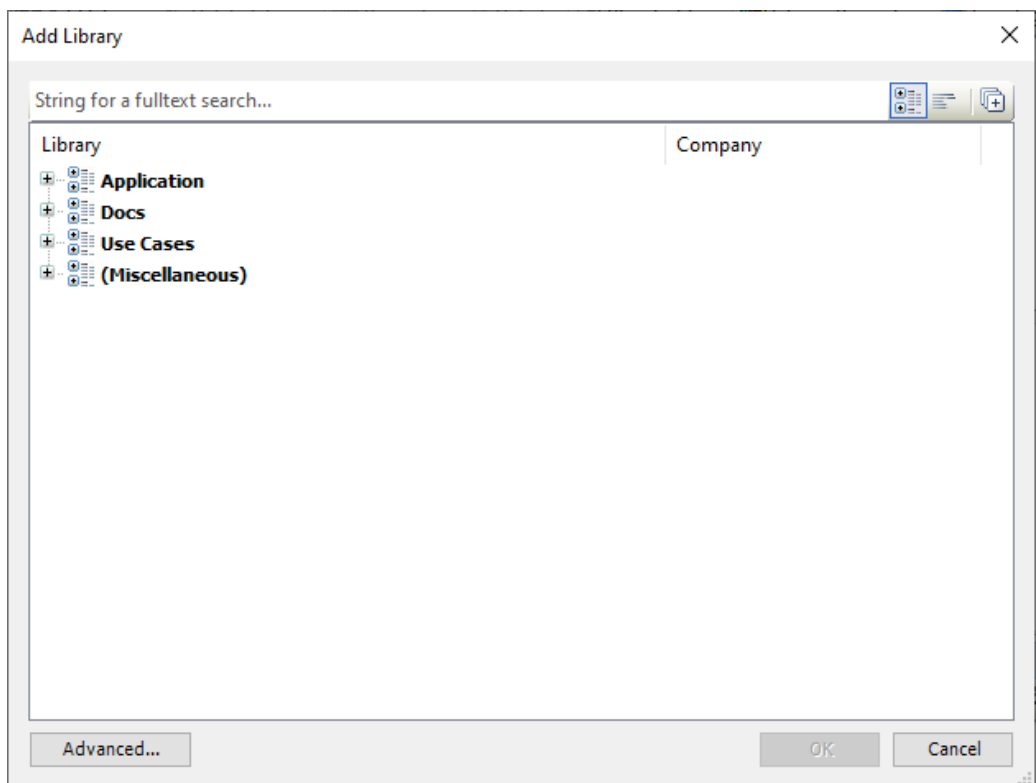 Add Library
String for a fulltext search...
Library Company
Application
Docs
Use Cases
(Miscellaneous)
Advanced... OK Cancel